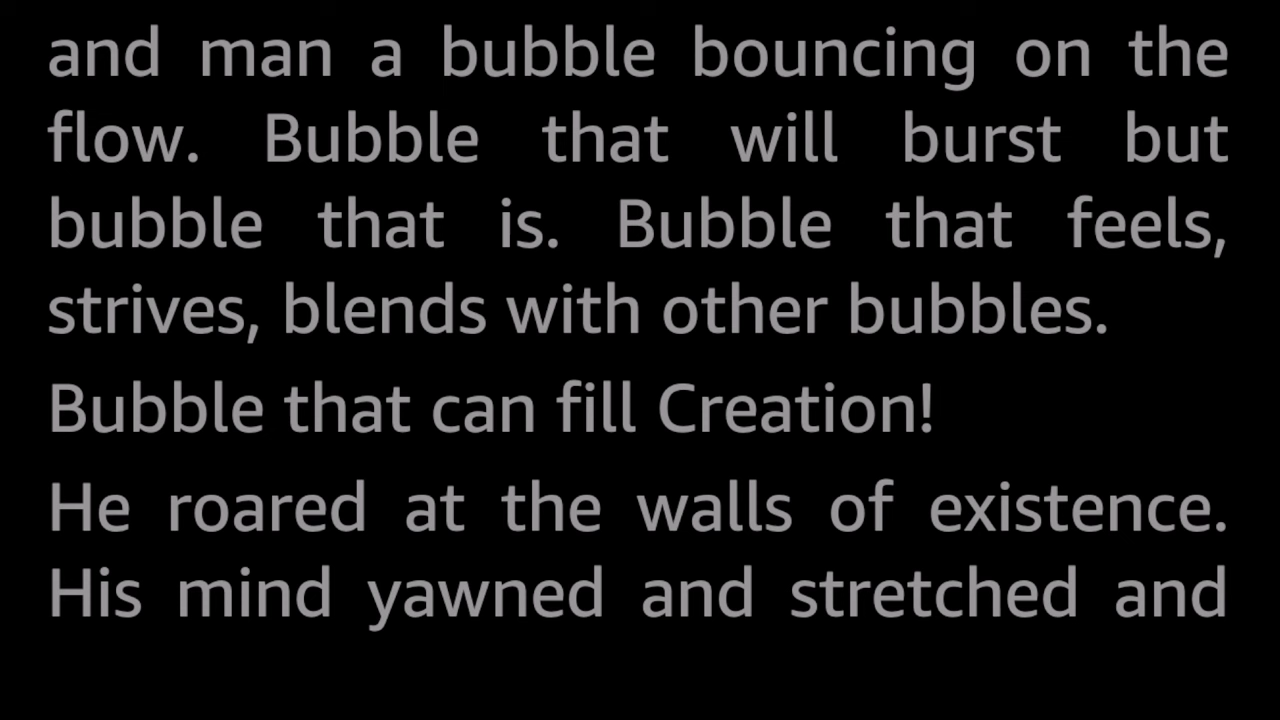 and man a bubble bouncing on the
flow. Bubble that will burst but
bubble that is. Bubble that feels,
strives, blends with other bubbles.
Bubble that can fill Creation!
He roared at the walls of existence.
His mind yawned and stretched and